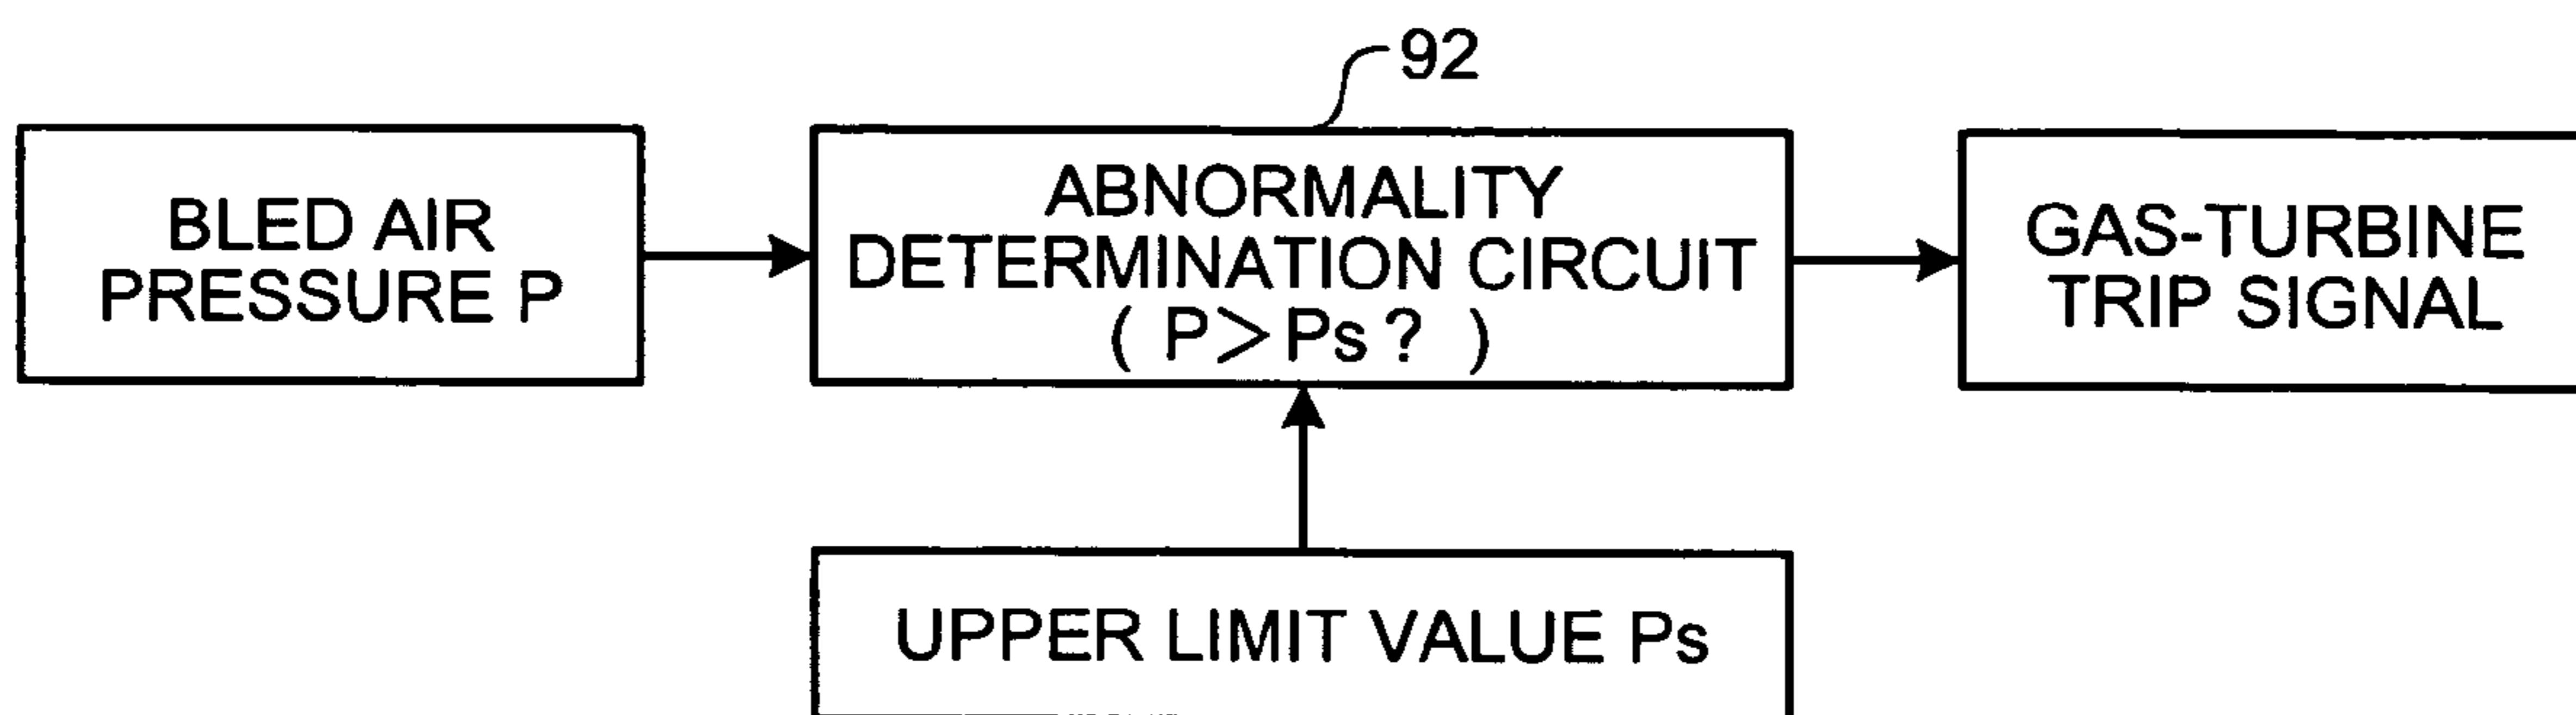 92
BLED AIR
PRESSURE P
ABNORMALITY
DETERMINATION CIRCUIT
( P>Ps ? )
GAS-TURBINE
TRIP SIGNAL
UPPER LIMIT VALUE Ps